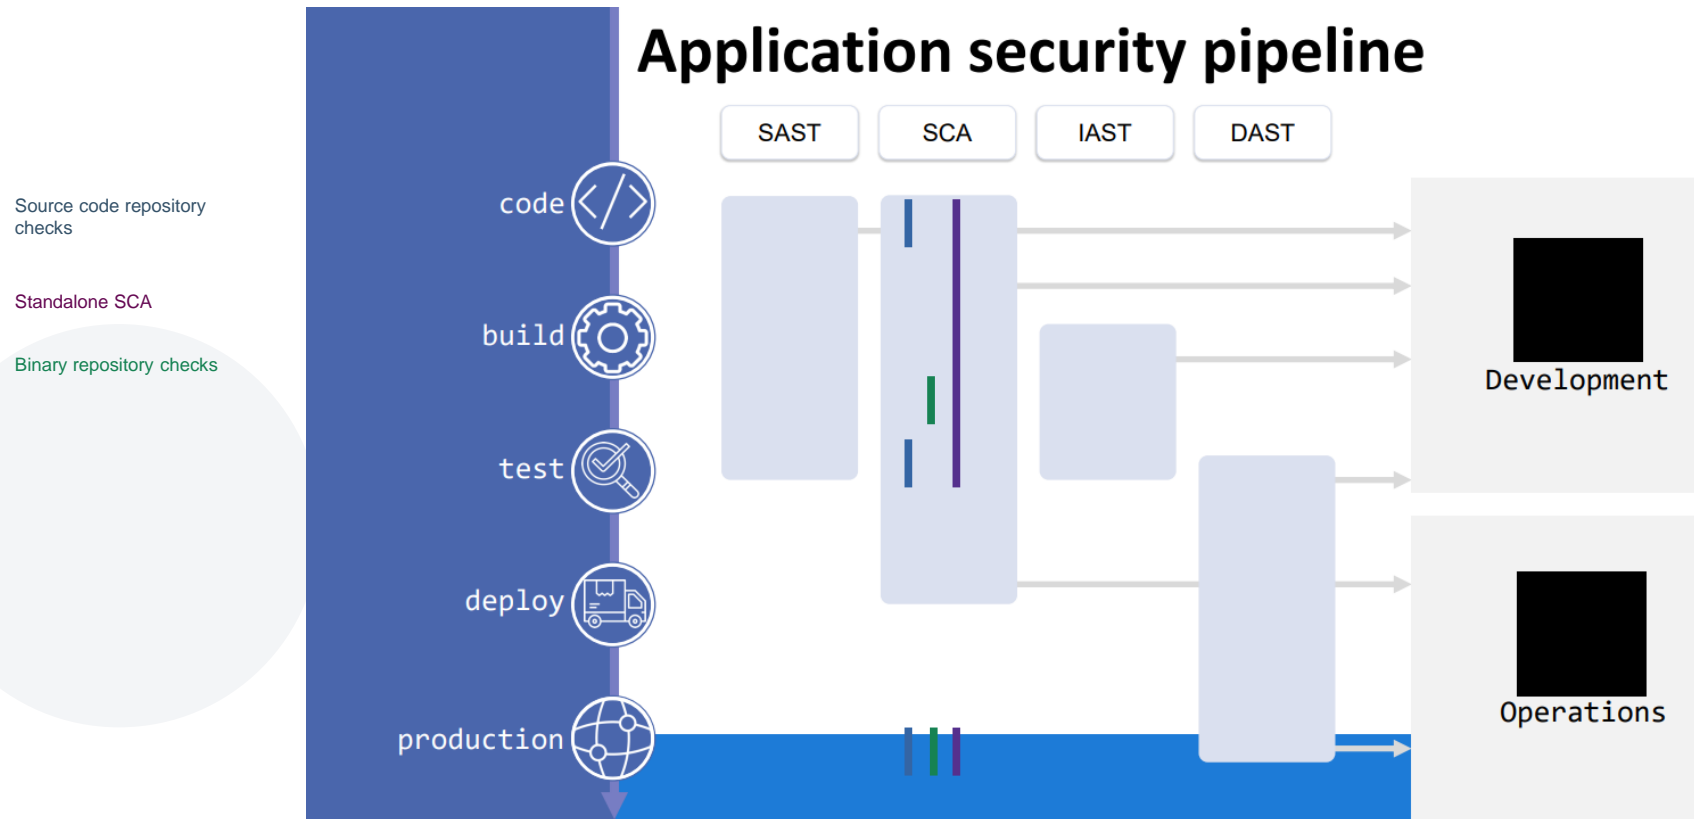 Application security pipeline
SAST
SCA
IAST
DAST
Source code repository
checks
Standalone SCA
Binary repository checks
code
build
test
deploy
production
Development
Operations